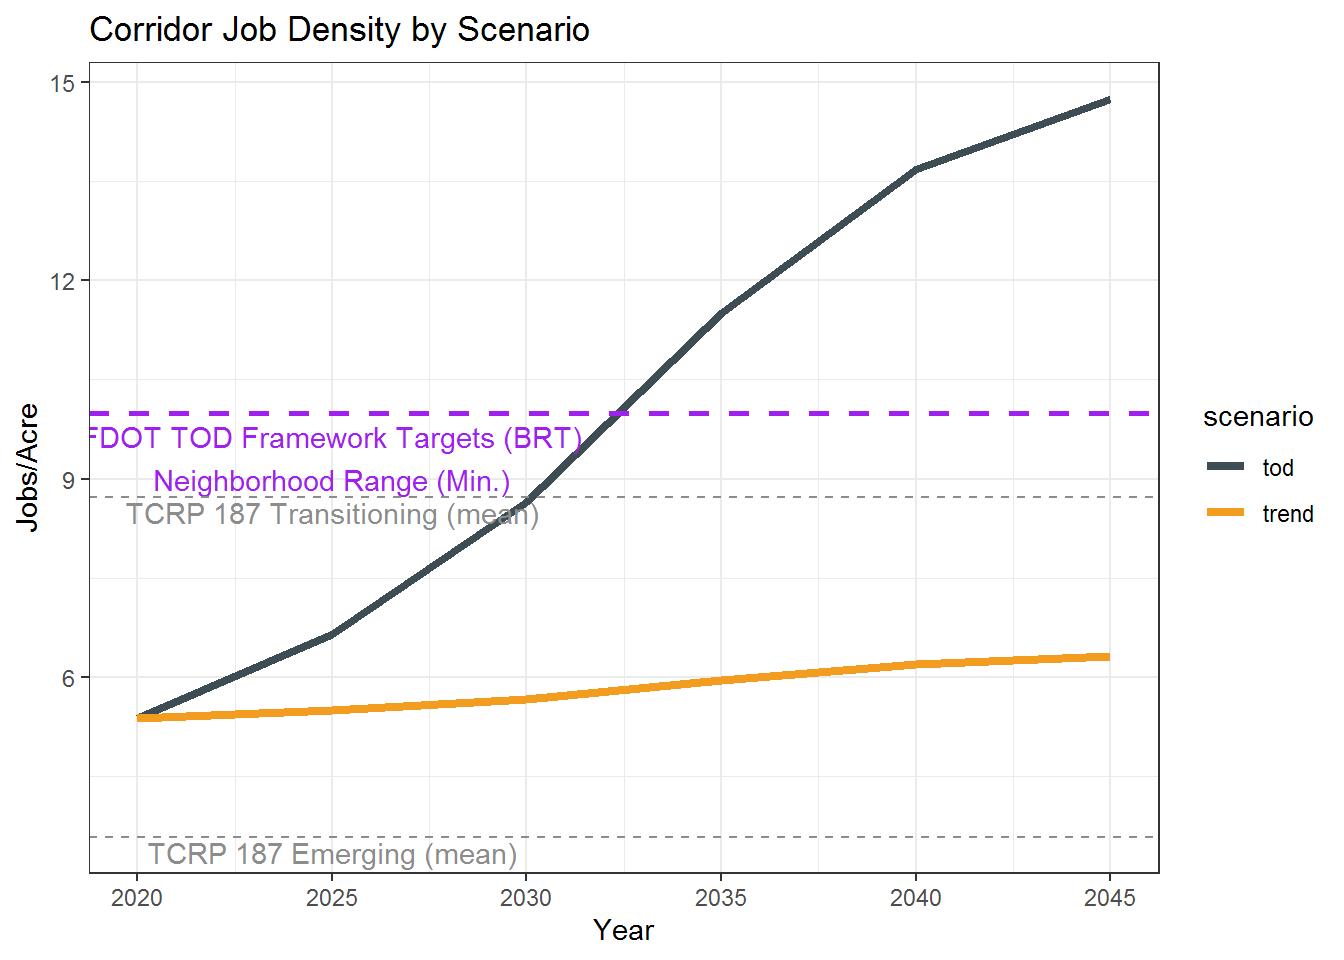 Corridor Job Density by Scenario
15
12
9
6
Jobs/Acre
FDOT TOD Framework Targets (BRT)
Neighborhood Range (Min.)
TCRP 187 Transitioning (mean)
TCRP 187 Emerging (mean)
2020 2025 2030 2035 2040 2045
Year
scenario
tod
trend